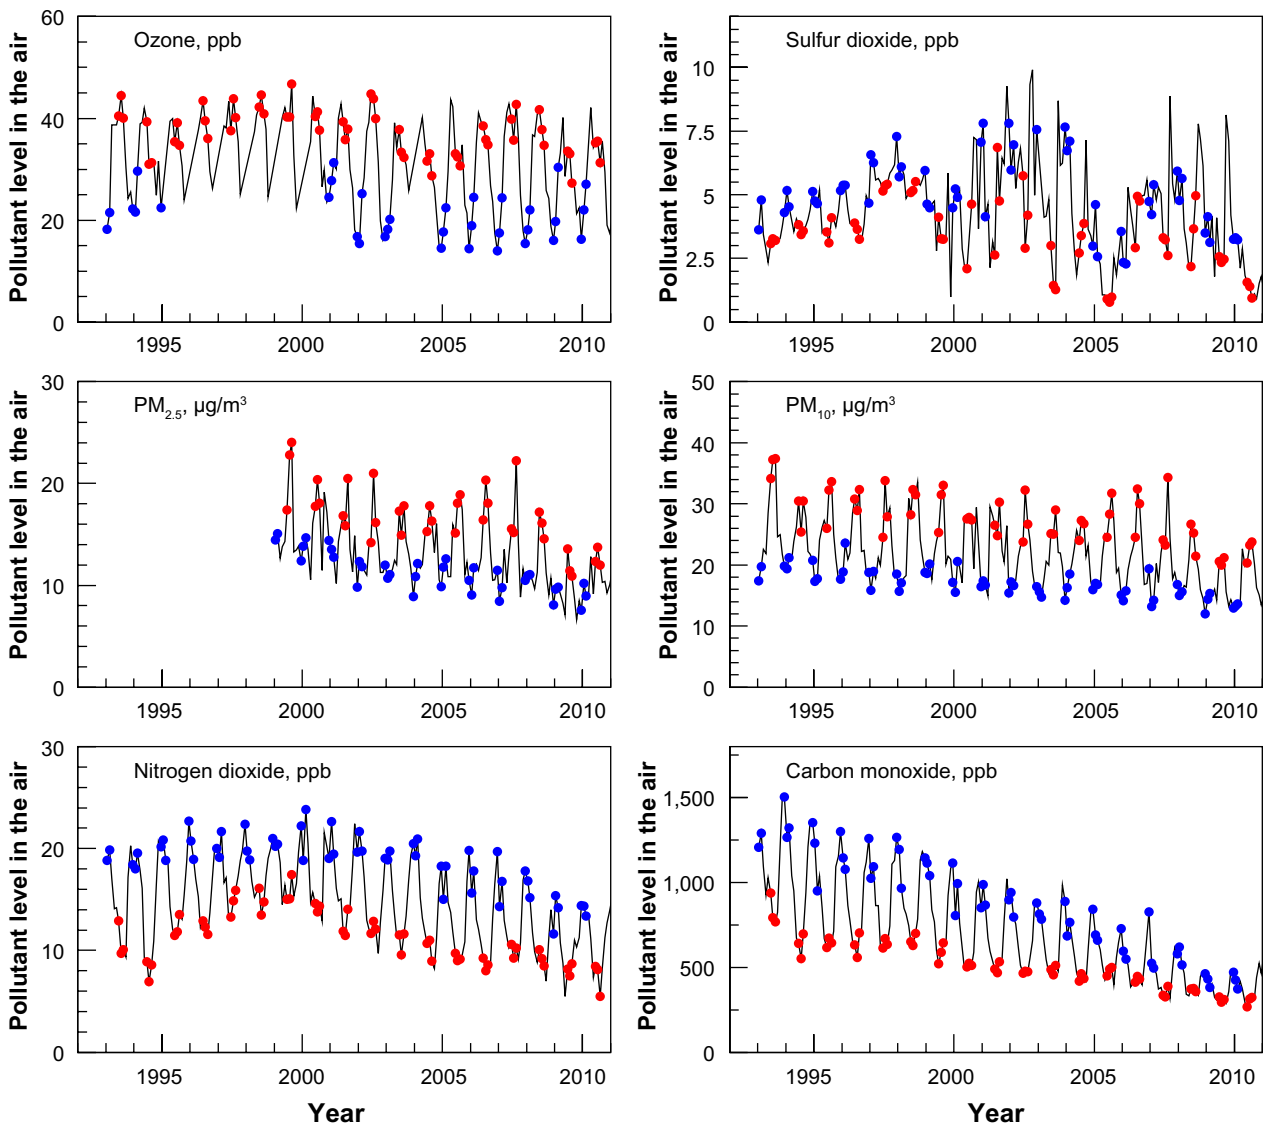 Ozone, ppb
Pollutant level in the air
60
40
20
0
1995 2000 2005 2010
Sulfur dioxide, ppb
Pollutant level in the air
10
7.5
5
2.5
0
1995 2000 2005 2010
PM2.5, µg/m³
Pollutant level in the air
30
20
10
0
1995 2000 2005 2010
PM10, µg/m³
Pollutant level in the air
50
40
30
20
10
0
1995 2000 2005 2010
Nitrogen dioxide, ppb
Pollutant level in the air
30
20
10
0
1995 2000 2005 2010
Year
Carbon monoxide, ppb
Pollutant level in the air
1,500
1,000
500
0
1995 2000 2005 2010
Year